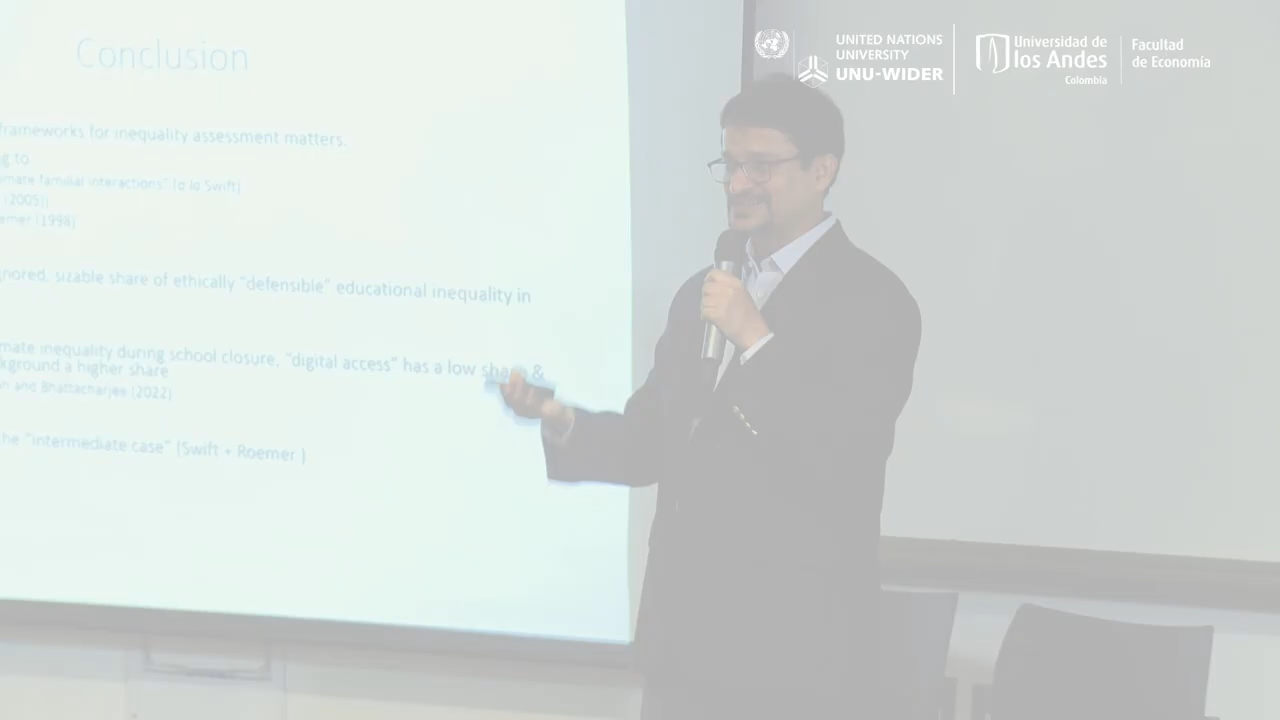 Conclusion
frameworks for inequality assessment matters.
g to
mate familial interactions" (a la Swift)
(2005))
emer (1998)
gnored, sizable share of ethically "defensible" educational inequality in
mate inequality during school closure, "digital access" has a low share &
kground a higher share
and Bhattacharjee (2022)
he "intermediate case" (Swift + Roemer )
UNITED NATIONS
UNIVERSITY
UNU-WIDER
Universidad de
los Andes
Colombia
Facultad
de Economía